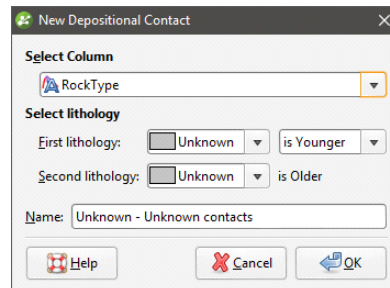 New Depositional Contact
Select Column
RockType
Select lithology
First lithology: Unknown is Younger
Second lithology: Unknown is Older
Name: Unknown - Unknown contacts
Help Cancel OK